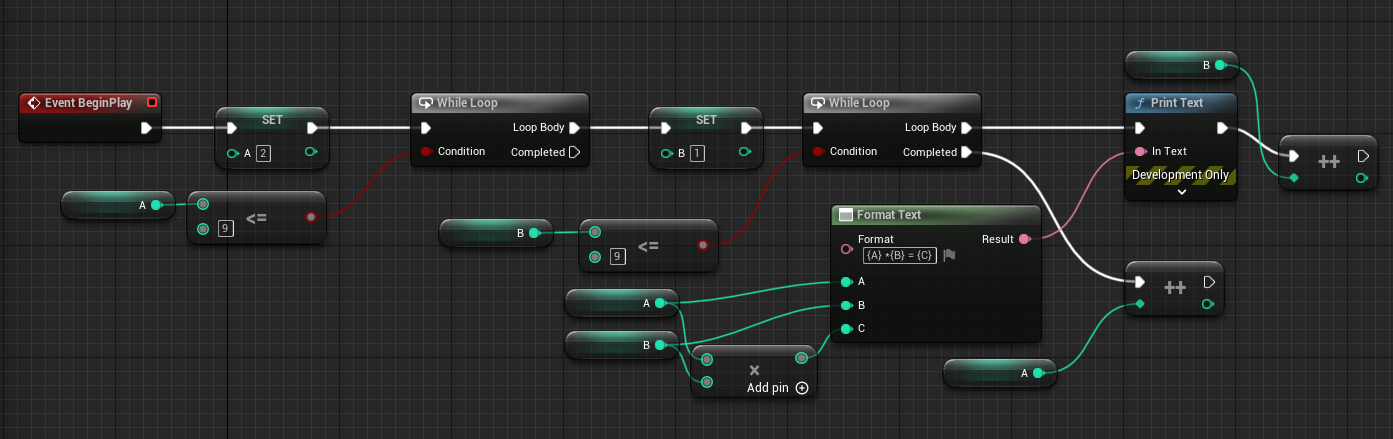 B
Event BeginPlay
SET
While Loop
SET
While Loop
Print Text
Loop Body
Loop Body
A 2
Condition
Completed
B 1
Condition
Completed
In Text
++
Development Only
A
9
<=
Format Text
B
9
<=
Format
Result
{A} *{B} = {C}
A
A
B
B
C
++
×
Add pin
A